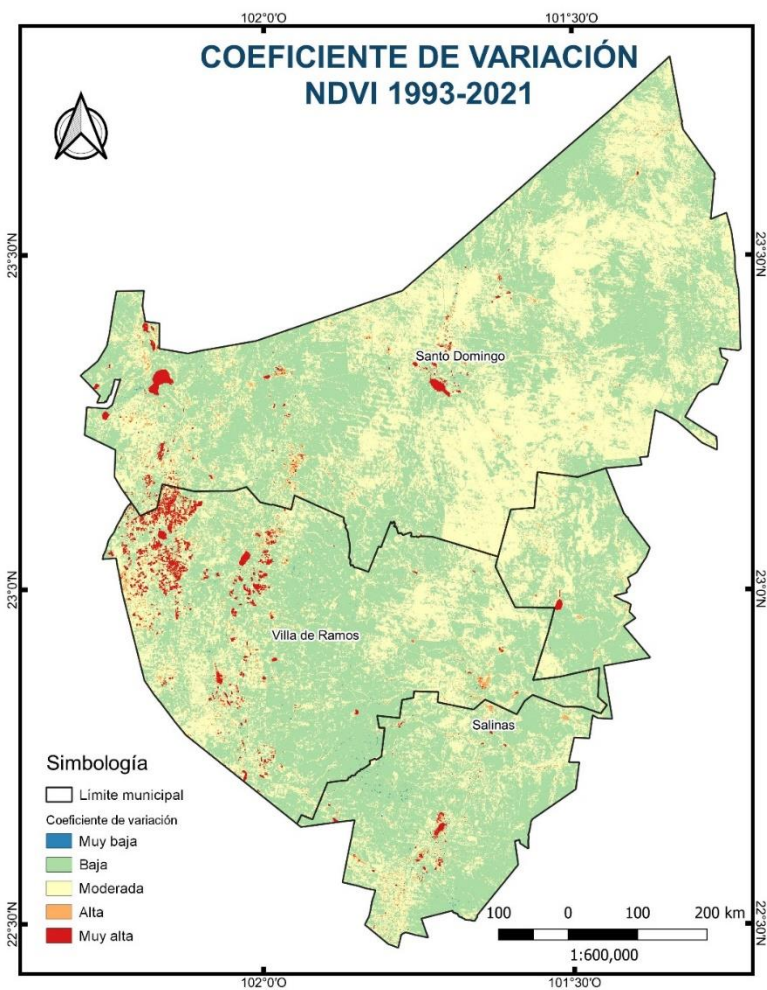 102°0'O 101°30'O
COEFICIENTE DE VARIACIÓN
NDVI 1993-2021
23°30'N 23°30'N
Santo Domingo
23°0'N 23°0'N
Villa de Ramos
Salinas
Simbología
Límite municipal
Coeficiente de variación
Muy baja
Baja
Moderada
Alta
Muy alta
22°30'N 22°30'N
100 0 100 200 km
1:600,000
102°0'O 101°30'O